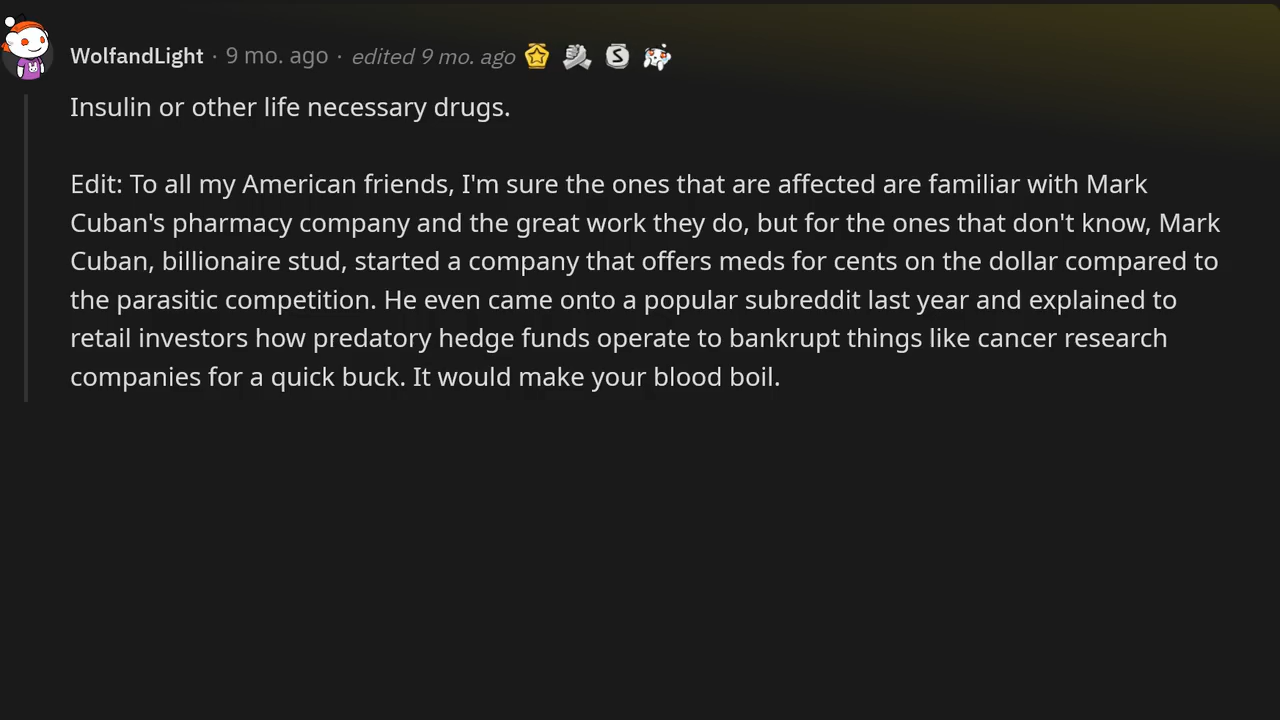 WolfandLight · 9 mo. ago · edited 9 mo. ago
Insulin or other life necessary drugs.
Edit: To all my American friends, I'm sure the ones that are affected are familiar with Mark
Cuban's pharmacy company and the great work they do, but for the ones that don't know, Mark
Cuban, billionaire stud, started a company that offers meds for cents on the dollar compared to
the parasitic competition. He even came onto a popular subreddit last year and explained to
retail investors how predatory hedge funds operate to bankrupt things like cancer research
companies for a quick buck. It would make your blood boil.